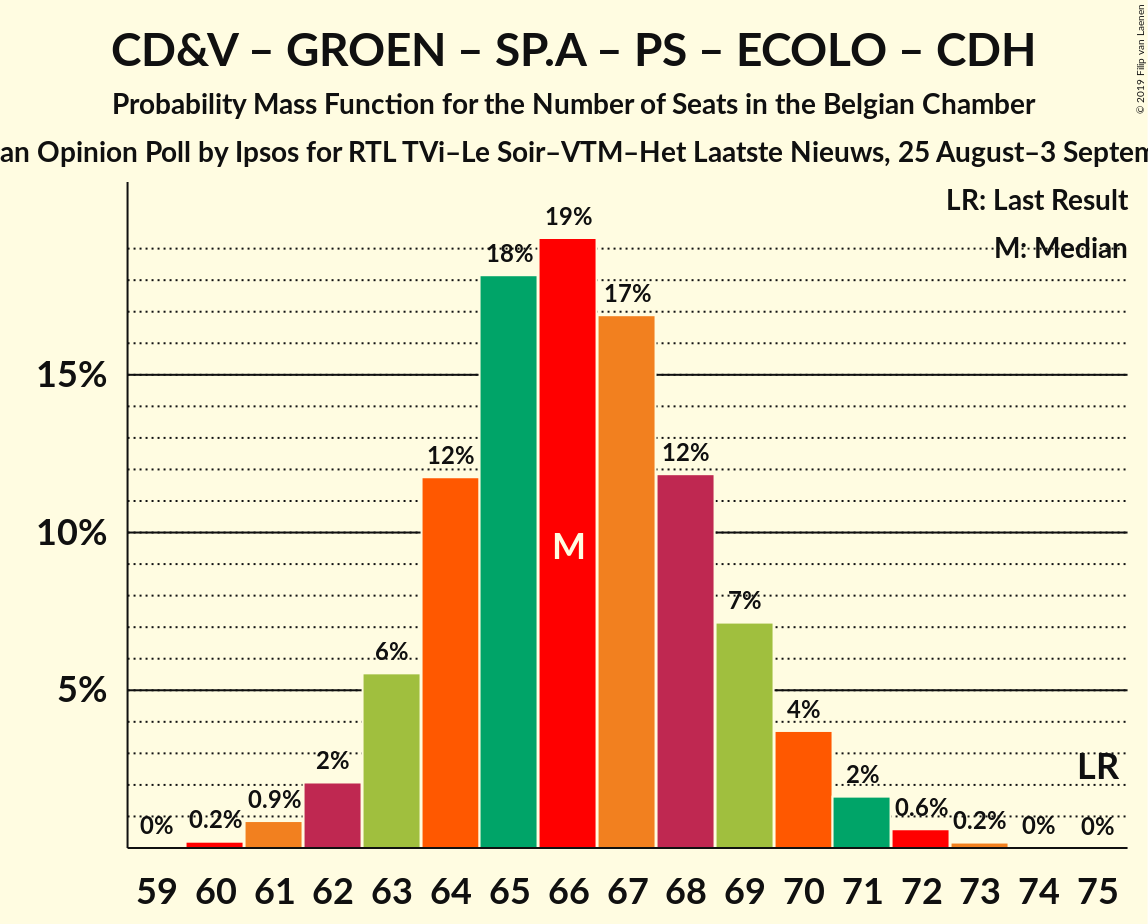 CD&V – GROEN – SP.A – PS – ECOLO – CDH
Probability Mass Function for the Number of Seats in the Belgian Chamber
an Opinion Poll by Ipsos for RTL TVi–Le Soir–VTM–Het Laatste Nieuws, 25 August–3 Septem
© 2019 Filip van Laenen
LR: Last Result
M: Median
19%
18%
17%
15%
12%
12%
10%
M
7%
6%
5%
4%
2%
LR
2%
0.9%
0.6%
0.2%
0.2%
0%
0%
0%
59 60 61 62 63 64 65 66 67 68 69 70 71 72 73 74 75